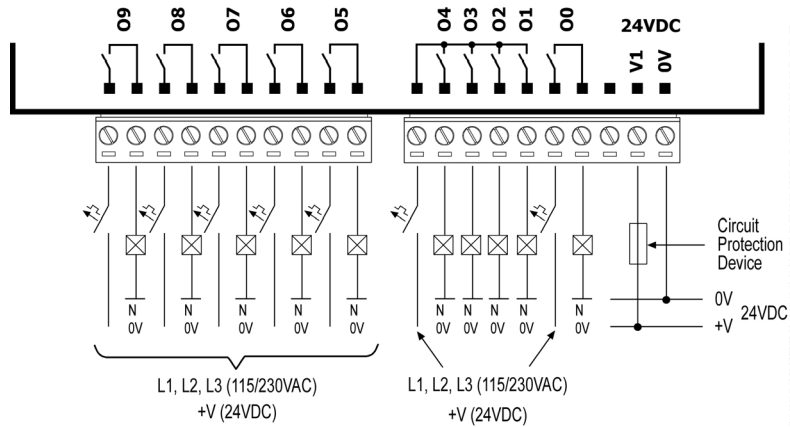 O9 O8 O7 O6 O5 O4 O3 O2 O1 O0 24VDC
V1 0V
Circuit
Protection
Device
N N N N N N N N N N
0V 0V 0V 0V 0V 0V 0V 0V 0V 0V
0V
24VDC
+V
L1, L2, L3 (115/230VAC)
+V (24VDC)
L1, L2, L3 (115/230VAC)
+V (24VDC)